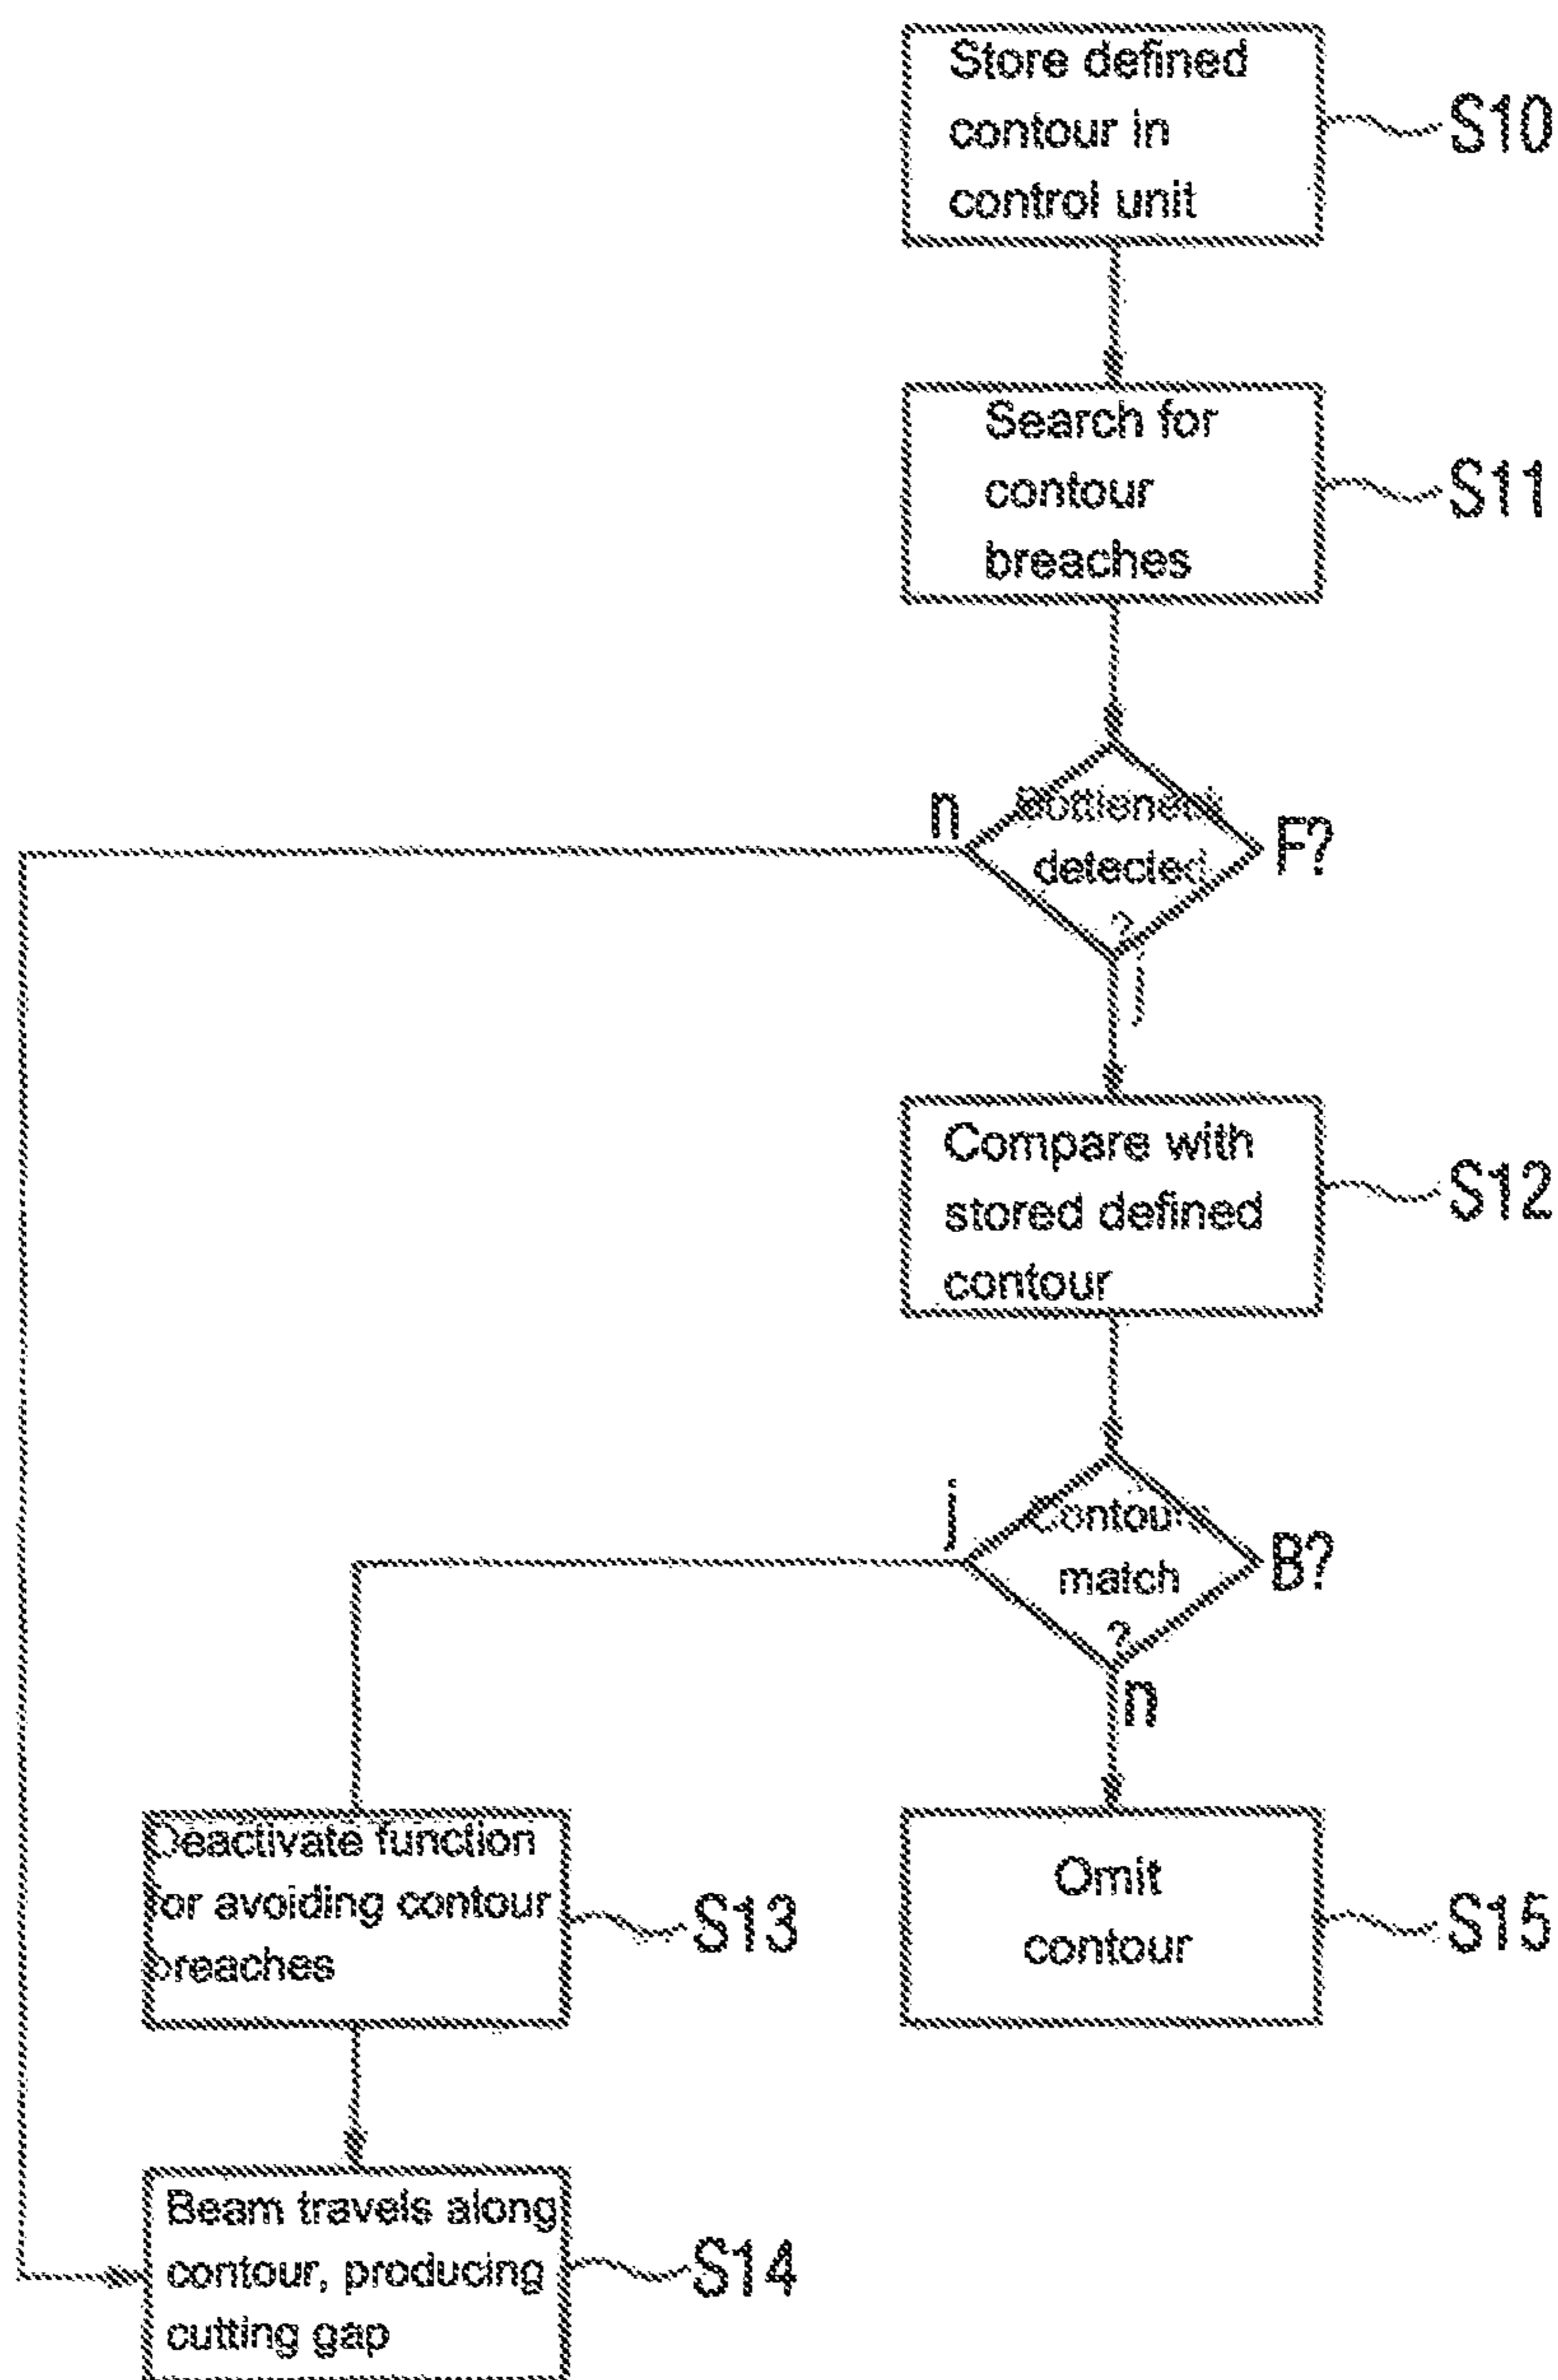 Store defined
contour in
control unit
S10
Search for
contour
breaches
S11
n
Bottleneck
detected
?
F?
j
Compare with
stored defined
contour
S12
j
Contours
match
?
B?
n
Deactivate function
for avoiding contour
breaches
S13
Omit
contour
S15
Beam travels along
contour, producing
cutting gap
S14